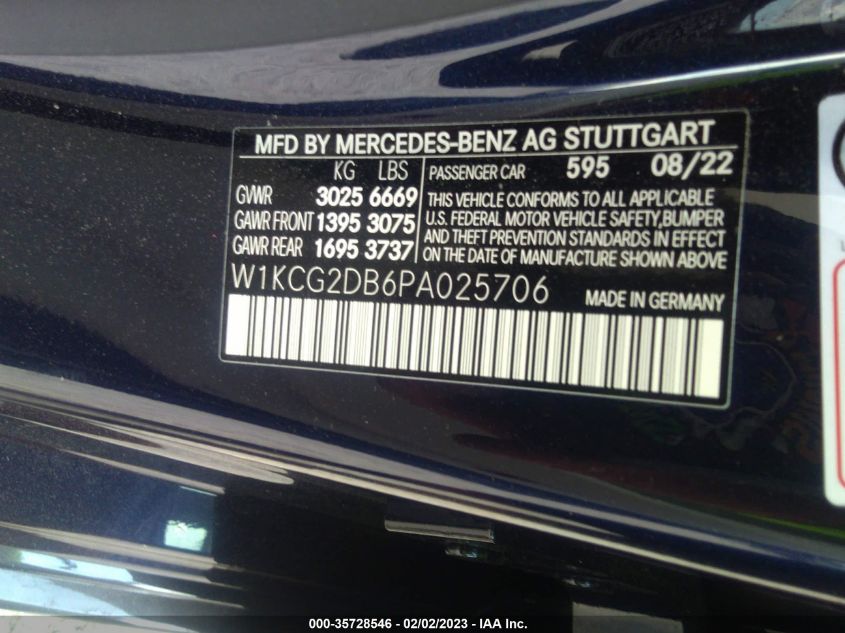 MFD BY MERCEDES-BENZ AG STUTTGART
KG LBS
GVWR 3025 6669
GAWR FRONT 1395 3075
GAWR REAR 1695 3737
PASSENGER CAR 595 08/22
THIS VEHICLE CONFORMS TO ALL APPLICABLE
U.S. FEDERAL MOTOR VEHICLE SAFETY,BUMPER
AND THEFT PREVENTION STANDARDS IN EFFECT
ON THE DATE OF MANUFACTURE SHOWN ABOVE.
W1KCG2DB6PA025706 MADE IN GERMANY
000-35728546 - 02/02/2023 - IAA Inc.